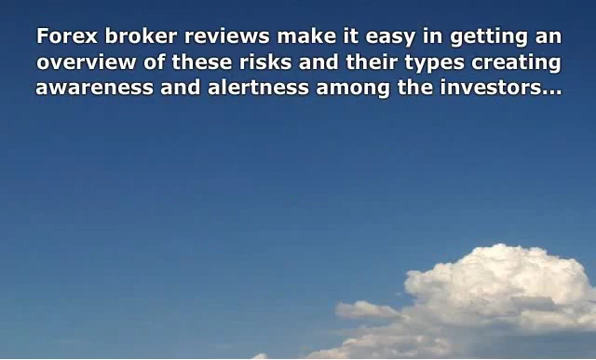 Forex broker reviews make it easy in getting an
overview of these risks and their types creating
awareness and alertness among the investors...